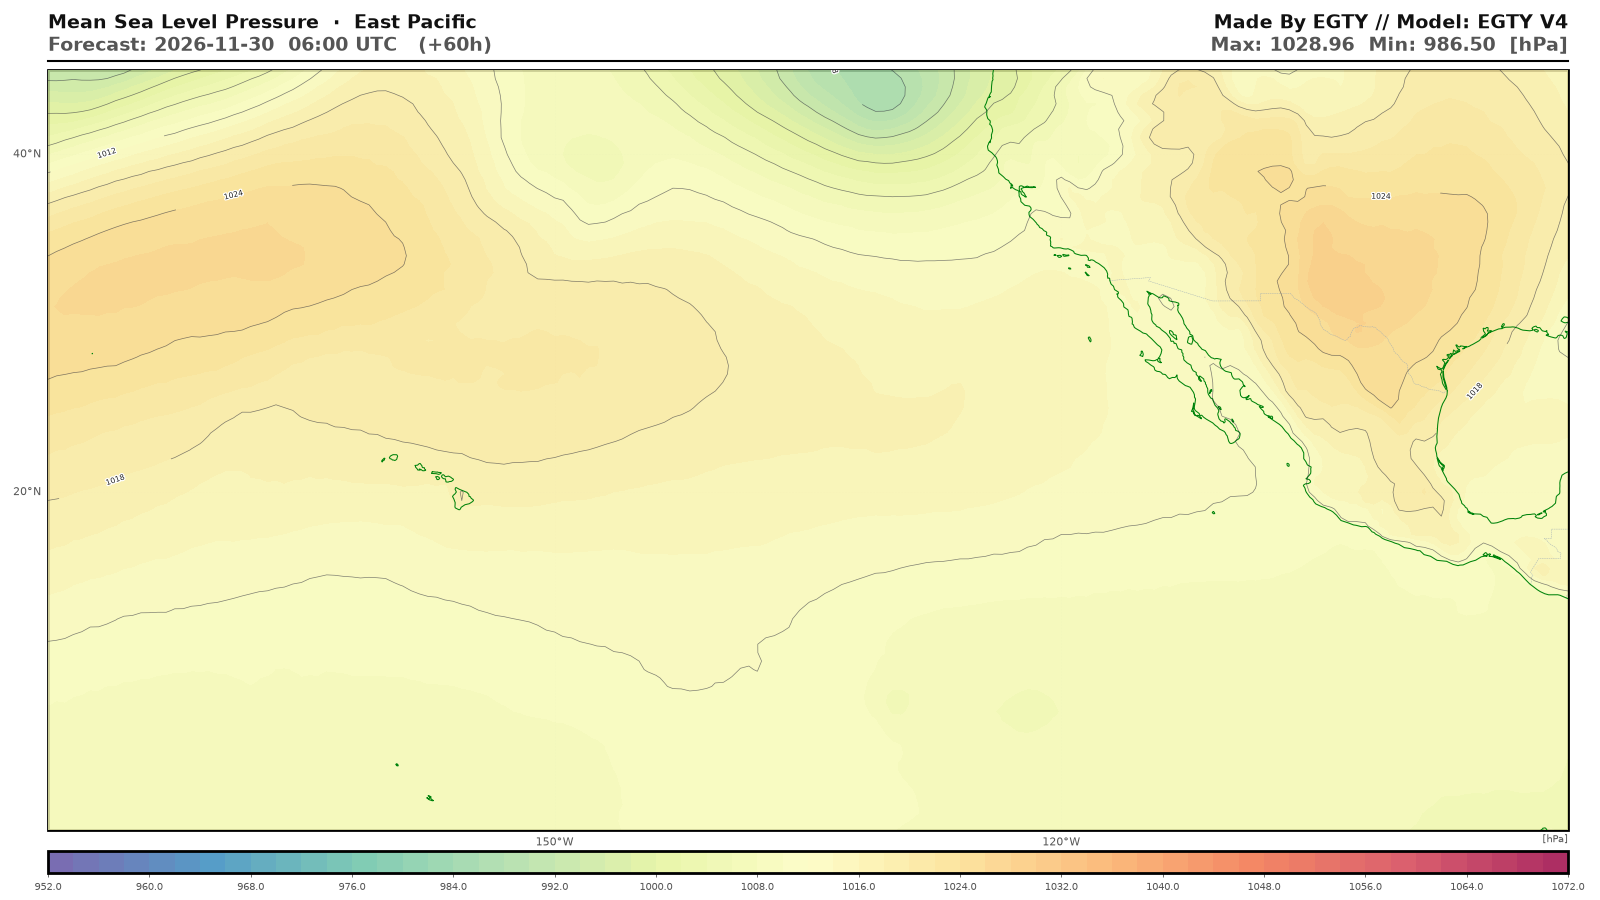 Mean Sea Level Pressure · East Pacific
Made By EGTY // Model: EGTY V4
Forecast: 2026-11-30 06:00 UTC (+60h)
Max: 1028.96 Min: 986.50 [hPa]
40°N
20°N
1012
1024
1024
1018
1018
150°W
120°W
[hPa]
952.0 960.0 968.0 976.0 984.0 992.0 1000.0 1008.0 1016.0 1024.0 1032.0 1040.0 1048.0 1056.0 1064.0 1072.0